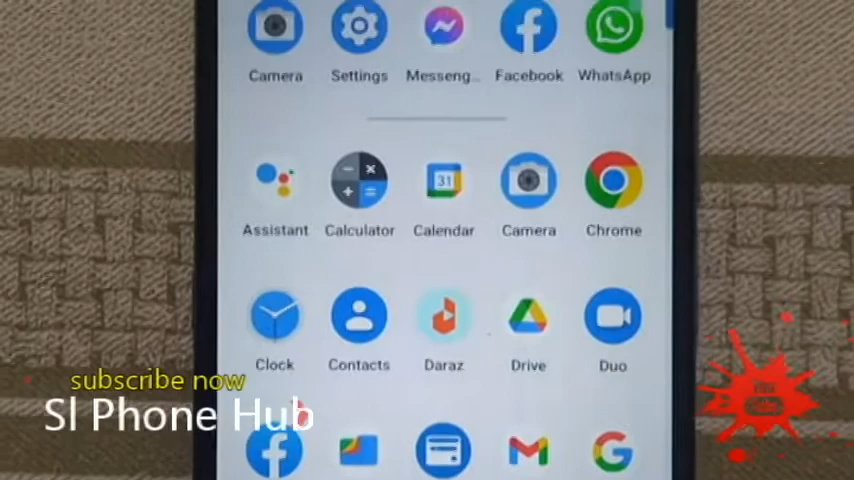 Camera Settings Messeng... Facebook WhatsApp
31
Assistant Calculator Calendar Camera Chrome
Clock Contacts Daraz Drive Duo
subscribe now
Sl Phone Hub